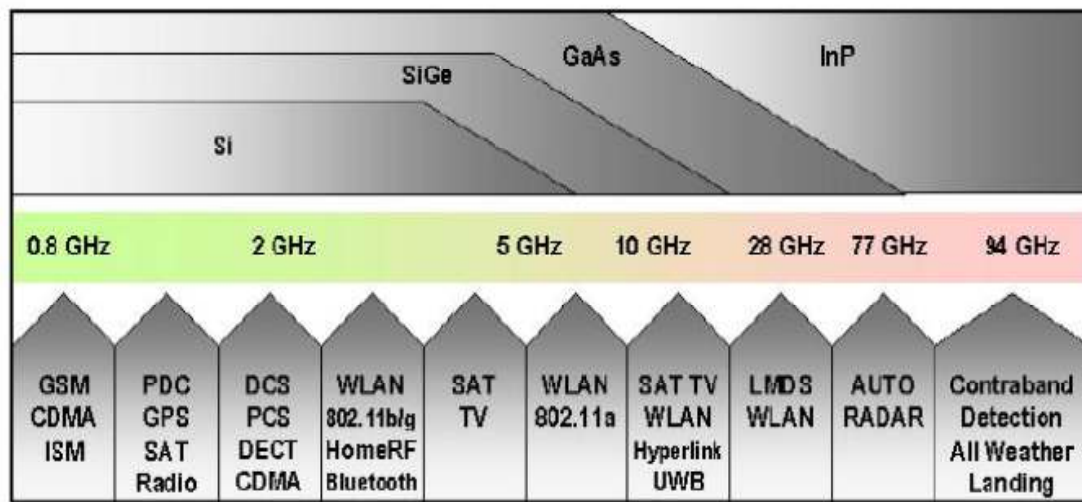 GaAs
InP
SiGe
Si
0.8 GHz 2 GHz 5 GHz 10 GHz 28 GHz 77 GHz 94 GHz
GSM
CDMA
ISM
PDC
GPS
SAT
Radio
DCS
PCS
DECT
CDMA
WLAN
802.11b/g
HomeRF
Bluetooth
SAT
TV
WLAN
802.11a
SAT TV
WLAN
Hyperlink
UWB
LMDS
WLAN
AUTO
RADAR
Contraband
Detection
All Weather
Landing